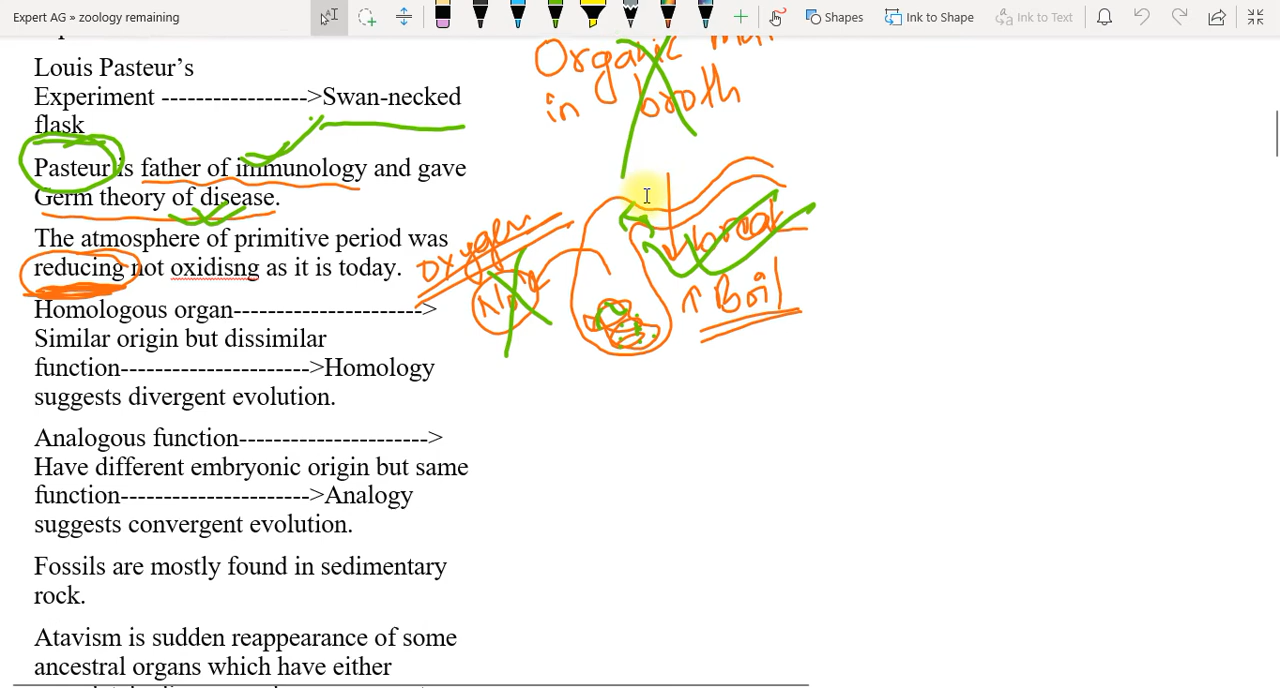 Expert AG » zoology remaining
Shapes
Ink to Shape
Ink to Text
Louis Pasteur's
Experiment ----------------->Swan-necked
flask
Pasteur is father of immunology and gave
Germ theory of disease.
The atmosphere of primitive period was
reducing not oxidisng as it is today.
Homologous organ---------------------->
Similar origin but dissimilar
function---------------------->Homology
suggests divergent evolution.
Analogous function---------------------->
Have different embryonic origin but same
function---------------------->Analogy
suggests convergent evolution.
Fossils are mostly found in sedimentary
rock.
Atavism is sudden reappearance of some
ancestral organs which have either
Organic
in broth
Oxygen
break
Boil